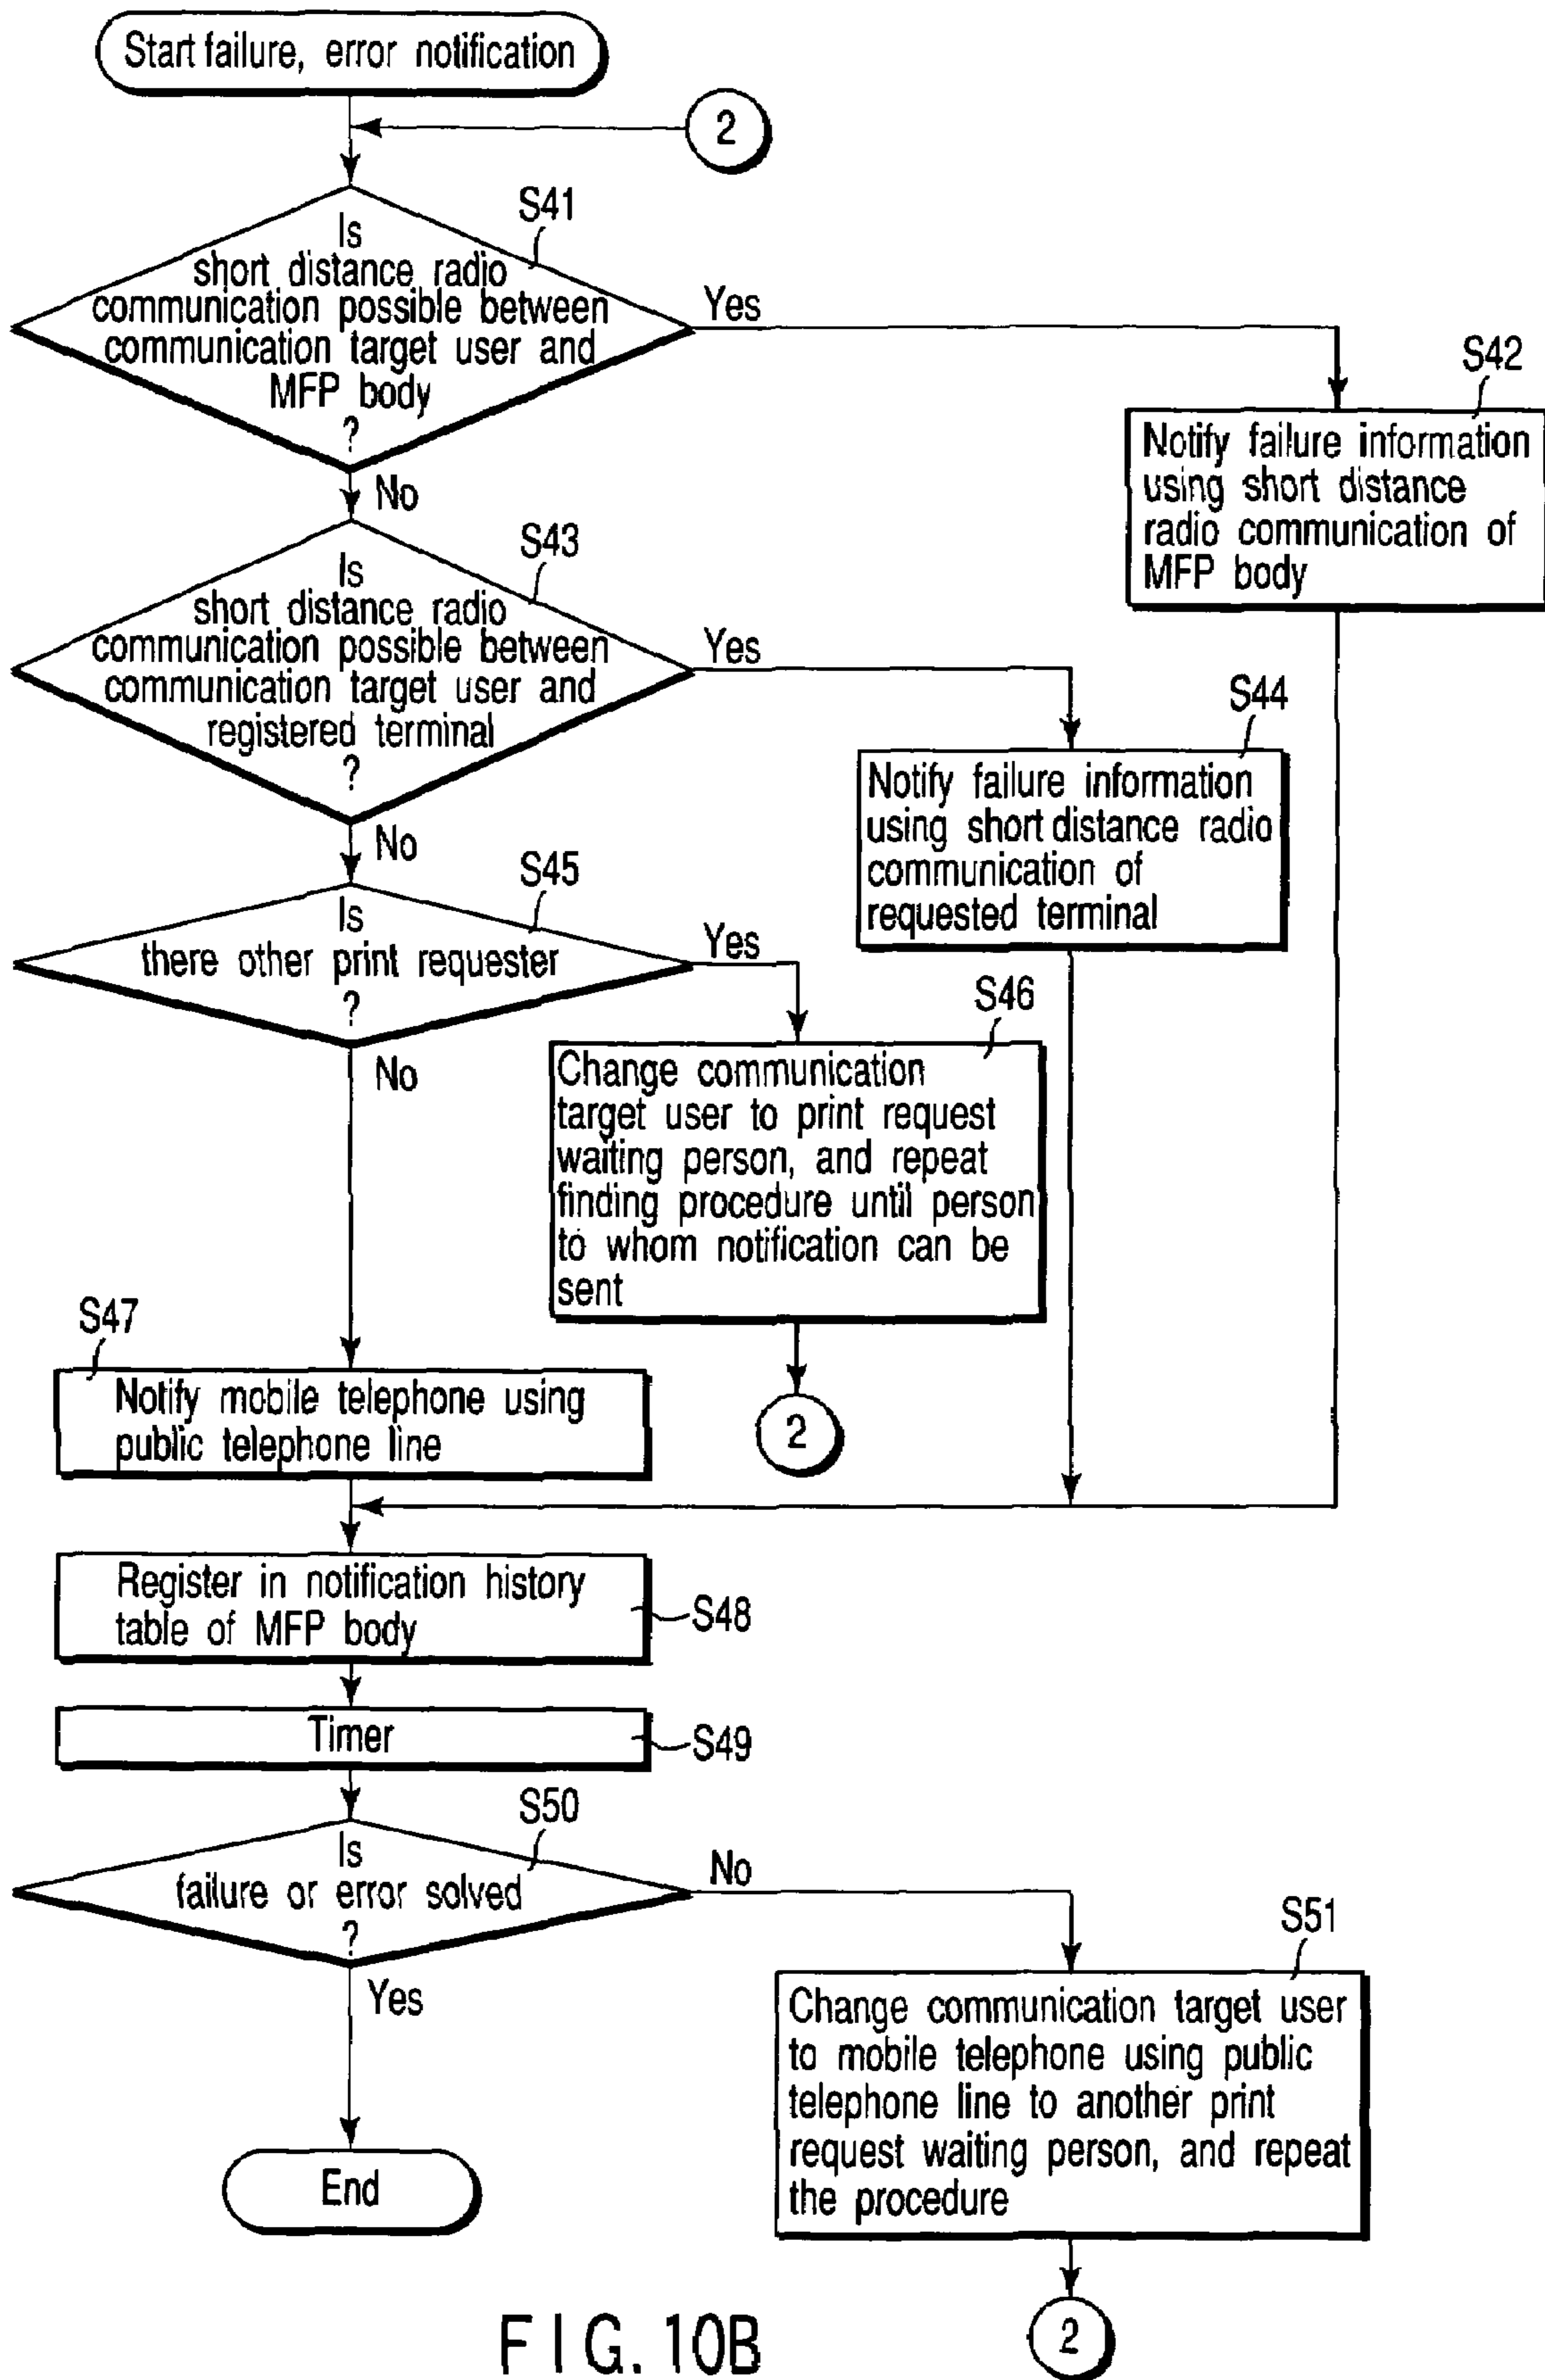 Start failure, error notification
2
S41
Is
short distance radio
communication possible between
communication target user and
MFP body
?
Yes
No
S42
Notify failure information
using short distance
radio communication of
MFP body
S43
Is
short distance radio
communication possible between
communication target user and
registered terminal
?
Yes
No
S44
Notify failure information
using short distance radio
communication of
requested terminal
S45
Is
there other print requester
?
Yes
No
S46
Change communication
target user to print request
waiting person, and repeat
finding procedure until person
to whom notification can be
sent
2
S47
Notify mobile telephone using
public telephone line
Register in notification history
table of MFP body
S48
Timer
S49
S50
Is
failure or error solved
?
No
Yes
S51
Change communication target user
to mobile telephone using public
telephone line to another print
request waiting person, and repeat
the procedure
End
2
FIG. 10B